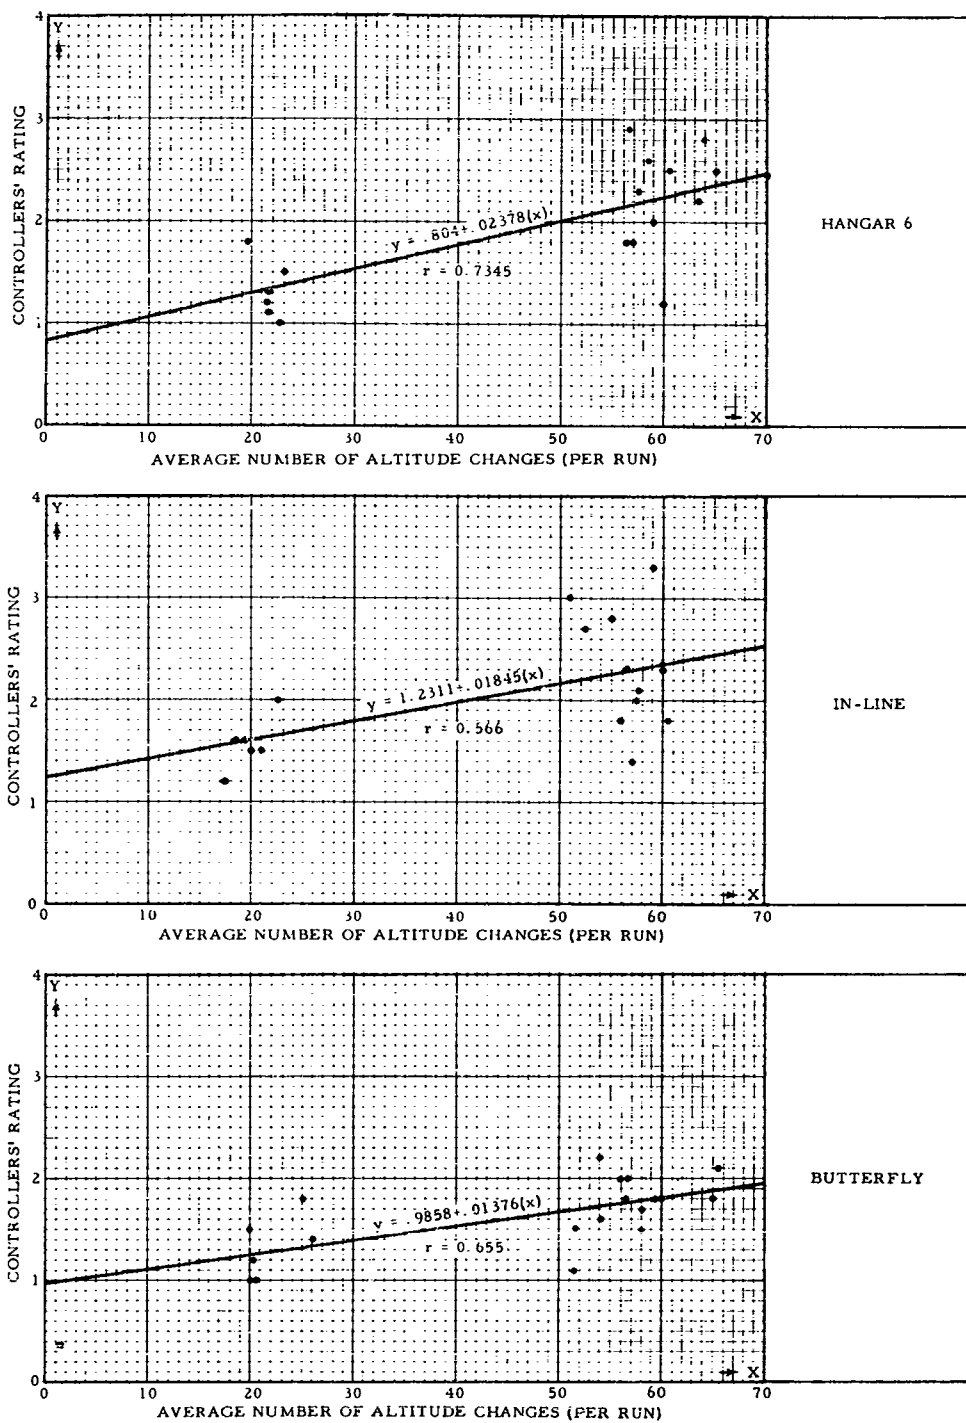 4
Y
3
2
1
0
CONTROLLERS' RATING
y = .804+.02378(x)
r = 0.7345
X
0 10 20 30 40 50 60 70
AVERAGE NUMBER OF ALTITUDE CHANGES (PER RUN)
HANGAR 6
4
Y
3
2
1
0
CONTROLLERS' RATING
y = 1.2311+.01845(x)
r = 0.566
X
0 10 20 30 40 50 60 70
AVERAGE NUMBER OF ALTITUDE CHANGES (PER RUN)
IN-LINE
4
Y
3
2
1
0
CONTROLLERS' RATING
y = .9858+.01376(x)
r = 0.655
X
0 10 20 30 40 50 60 70
AVERAGE NUMBER OF ALTITUDE CHANGES (PER RUN)
BUTTERFLY